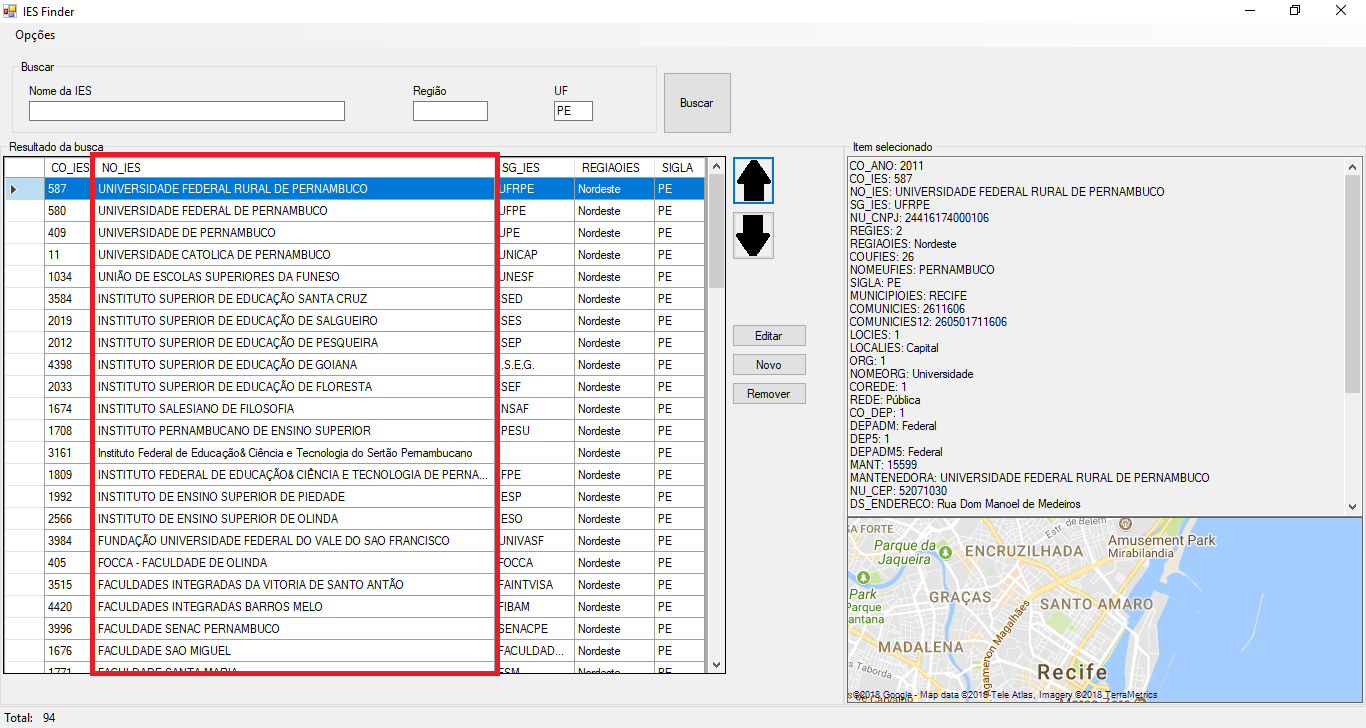 IES Finder
Opções
Buscar
Nome da IES Região UF
PE
Buscar
Resultado da busca
CO_IES NO_IES SG_IES REGIAOIES SIGLA
587 UNIVERSIDADE FEDERAL RURAL DE PERNAMBUCO UFRPE Nordeste PE
580 UNIVERSIDADE FEDERAL DE PERNAMBUCO UFPE Nordeste PE
409 UNIVERSIDADE DE PERNAMBUCO UPE Nordeste PE
11 UNIVERSIDADE CATOLICA DE PERNAMBUCO UNICAP Nordeste PE
1034 UNIÃO DE ESCOLAS SUPERIORES DA FUNESO UNESF Nordeste PE
3584 INSTITUTO SUPERIOR DE EDUCAÇÃO SANTA CRUZ SED Nordeste PE
2019 INSTITUTO SUPERIOR DE EDUCAÇÃO DE SALGUEIRO SES Nordeste PE
2012 INSTITUTO SUPERIOR DE EDUCAÇÃO DE PESQUEIRA SEP Nordeste PE
4398 INSTITUTO SUPERIOR DE EDUCAÇÃO DE GOIANA .S.E.G. Nordeste PE
2033 INSTITUTO SUPERIOR DE EDUCAÇÃO DE FLORESTA SEF Nordeste PE
1674 INSTITUTO SALESIANO DE FILOSOFIA NSAF Nordeste PE
1708 INSTITUTO PERNAMBUCANO DE ENSINO SUPERIOR PESU Nordeste PE
3161 Instituto Federal de Educação& Ciência e Tecnologia do Sertão Pernambucano Nordeste PE
1809 INSTITUTO FEDERAL DE EDUCAÇÃO& CIÊNCIA E TECNOLOGIA DE PERNA... FPE Nordeste PE
1992 INSTITUTO DE ENSINO SUPERIOR DE PIEDADE ESP Nordeste PE
2566 INSTITUTO DE ENSINO SUPERIOR DE OLINDA ESO Nordeste PE
3984 FUNDAÇÃO UNIVERSIDADE FEDERAL DO VALE DO SAO FRANCISCO UNIVASF Nordeste PE
405 FOCCA - FACULDADE DE OLINDA FOCCA Nordeste PE
3515 FACULDADES INTEGRADAS DA VITORIA DE SANTO ANTÃO FAINTVISA Nordeste PE
4420 FACULDADES INTEGRADAS BARROS MELO FIBAM Nordeste PE
3996 FACULDADE SENAC PERNAMBUCO SENACPE Nordeste PE
1676 FACULDADE SAO MIGUEL FACULDAD... Nordeste PE
1771 FACULDADE SANTA MARIA FSM Nordeste PE
Editar
Novo
Remover
Item selecionado
CO_ANO: 2011
CO_IES: 587
NO_IES: UNIVERSIDADE FEDERAL RURAL DE PERNAMBUCO
SG_IES: UFRPE
NU_CNPJ: 24416174000106
REGIES: 2
REGIAOIES: Nordeste
COUFIES: 26
NOMEUFIES: PERNAMBUCO
SIGLA: PE
MUNICIPIOIES: RECIFE
COMUNICIES: 2611606
COMUNICIES12: 260501711606
LOCIES: 1
LOCALIES: Capital
ORG: 1
NOMEORG: Universidade
COREDE: 1
REDE: Pública
CO_DEP: 1
DEPADM: Federal
DEP5: 1
DEPADM5: Federal
MANT: 15599
MANTENEDORA: UNIVERSIDADE FEDERAL RURAL DE PERNAMBUCO
NU_CEP: 52071030
DS_ENDERECO: Rua Dom Manoel de Medeiros
SA FORTE
Estr. de Belém
Parque da
Jaqueira
ENCRUZILHADA
Amusement Park
Mirabilandia
Park
Parque
antana
GRAÇAS
SANTO AMARO
Agamenon Magalhães
MADALENA
Taborda
Recife
©2018 Google - Map data ©2018 Tele Atlas, Imagery ©2018 TerraMetrics
Total: 94